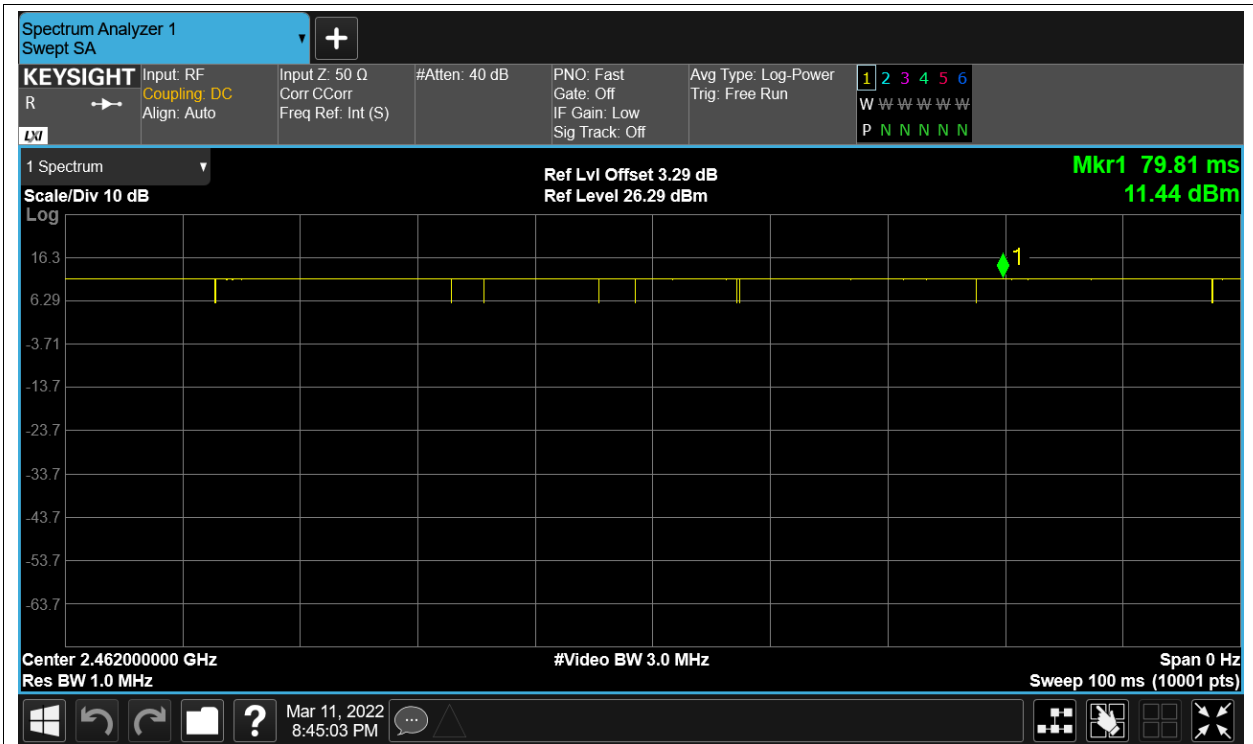 Spectrum Analyzer 1
Swept SA
+
KEYSIGHT
R
LXI
Input: RF
Coupling: DC
Align: Auto
Input Z: 50 Ω
Corr CCorr
Freq Ref: Int (S)
#Atten: 40 dB
PNO: Fast
Gate: Off
IF Gain: Low
Sig Track: Off
Avg Type: Log-Power
Trig: Free Run
1 2 3 4 5 6
W W W W W W
P N N N N N
1 Spectrum
Scale/Div 10 dB
Log
Ref Lvl Offset 3.29 dB
Ref Level 26.29 dBm
Mkr1 79.81 ms
11.44 dBm
1
16.3
6.29
-3.71
-13.7
-23.7
-33.7
-43.7
-53.7
-63.7
Center 2.462000000 GHz
#Video BW 3.0 MHz
Span 0 Hz
Res BW 1.0 MHz
Sweep 100 ms (10001 pts)
?
Mar 11, 2022
8:45:03 PM